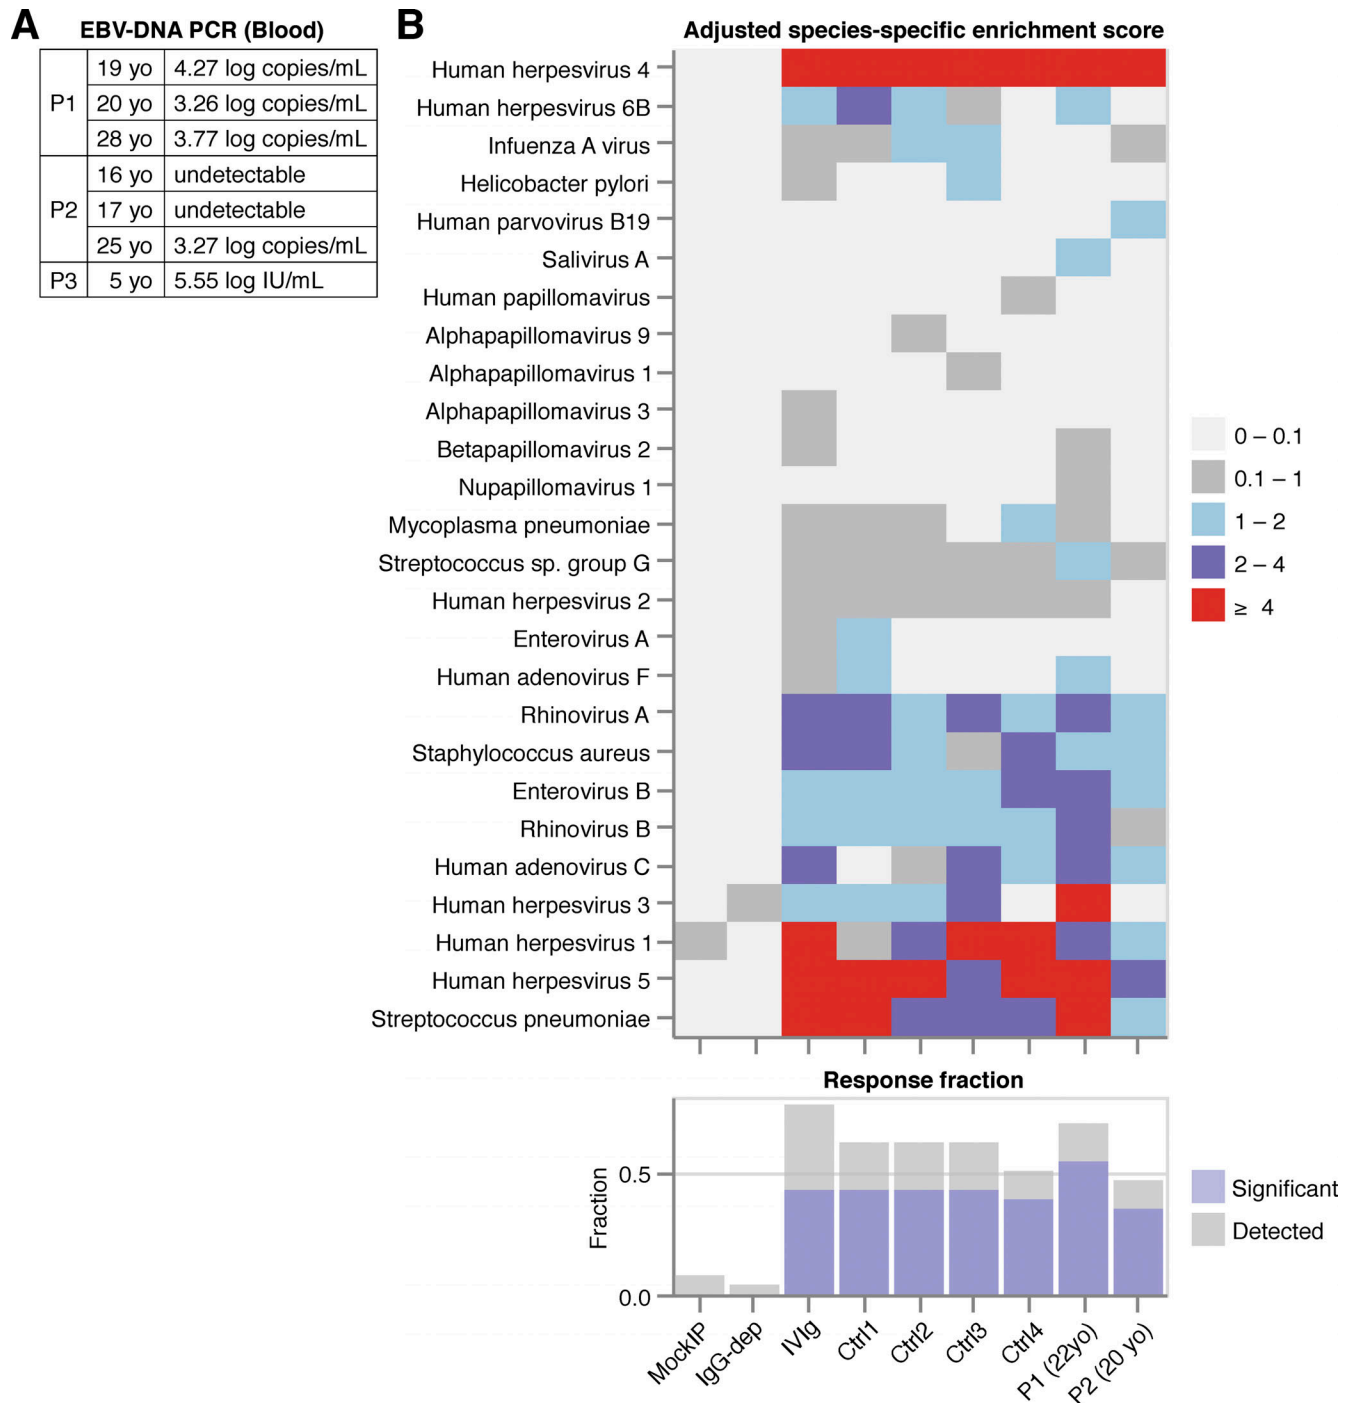 A
EBV-DNA PCR (Blood)
P1
19 yo 4.27 log copies/mL
20 yo 3.26 log copies/mL
28 yo 3.77 log copies/mL
P2
16 yo undetectable
17 yo undetectable
25 yo 3.27 log copies/mL
P3
5 yo 5.55 log IU/mL
B
Adjusted species-specific enrichment score
Human herpesvirus 4
Human herpesvirus 6B
Infuenza A virus
Helicobacter pylori
Human parvovirus B19
Salivirus A
Human papillomavirus
Alphapapillomavirus 9
Alphapapillomavirus 1
Alphapapillomavirus 3
Betapapillomavirus 2
Nupapillomavirus 1
Mycoplasma pneumoniae
Streptococcus sp. group G
Human herpesvirus 2
Enterovirus A
Human adenovirus F
Rhinovirus A
Staphylococcus aureus
Enterovirus B
Rhinovirus B
Human adenovirus C
Human herpesvirus 3
Human herpesvirus 1
Human herpesvirus 5
Streptococcus pneumoniae
0 – 0.1
0.1 – 1
1 – 2
2 – 4
≥ 4
Response fraction
Fraction
0.5
0.0
Significant
Detected
MockIP
IgG-dep
IVIg
Ctrl1
Ctrl2
Ctrl3
Ctrl4
P1 (22yo)
P2 (20 yo)